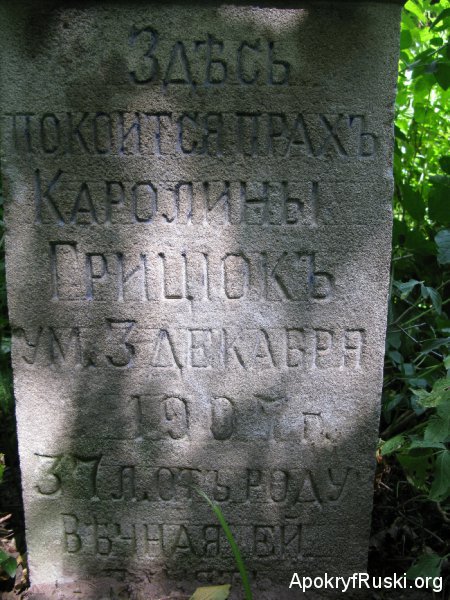 Здѣсь
покоится прахъ
Каролины
Грицюкъ
ум. 3 декабря
1907 г.
37 л. отъ роду
Вѣчная ей
ApokryfRuski.org